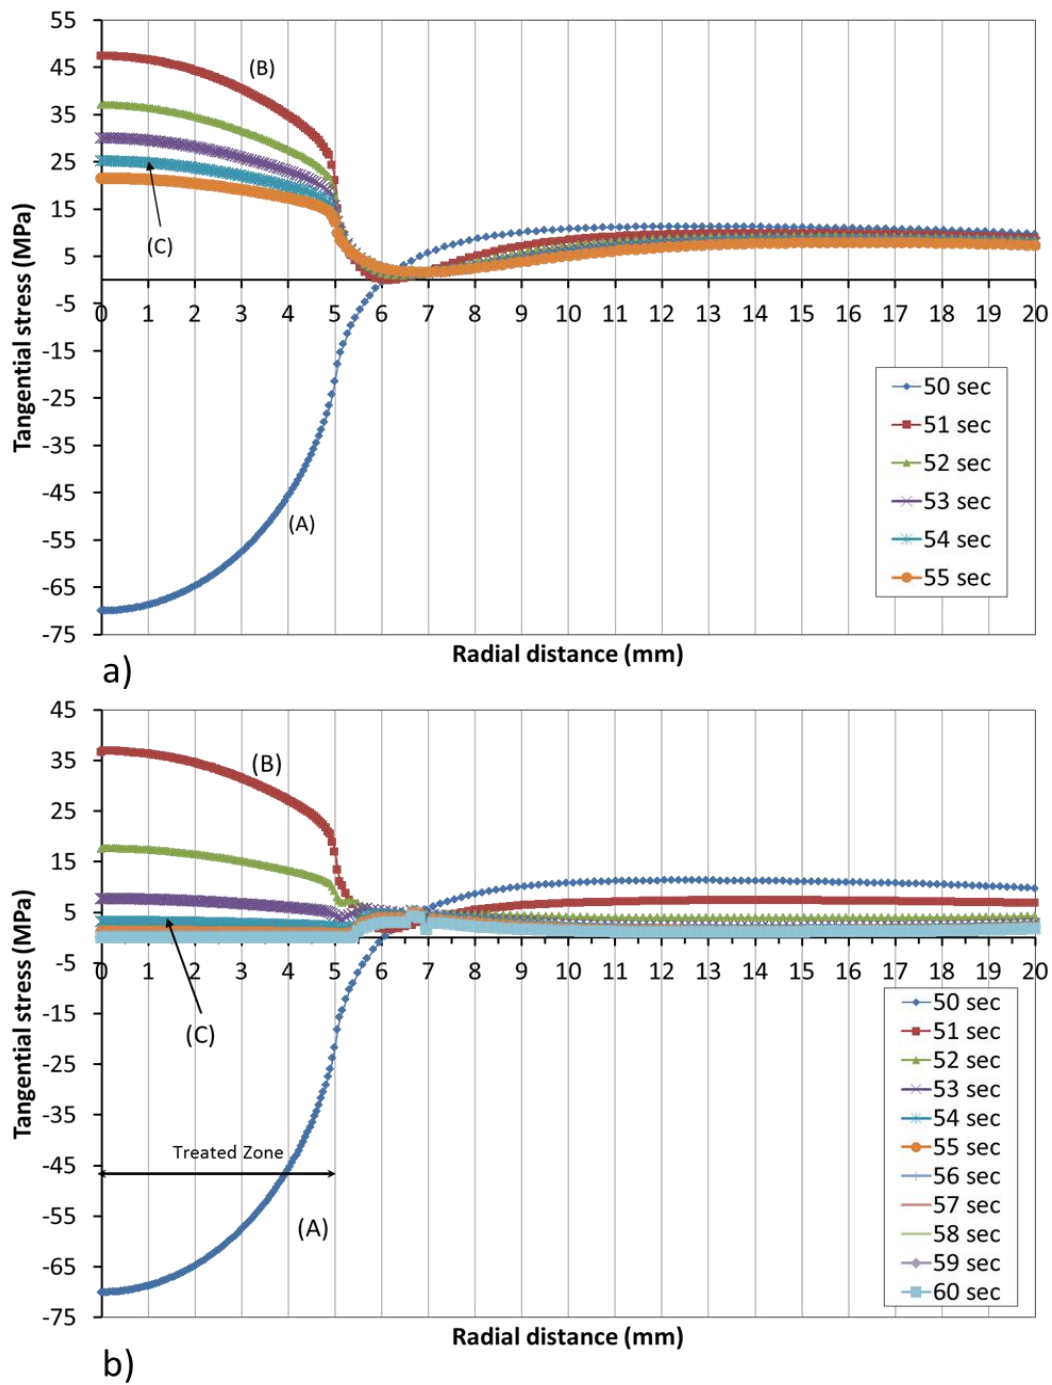 55
45
35
25
15
5
-5
-15
-25
-35
-45
-55
-65
-75
Tangential stress (MPa)
(B)
(C)
(A)
0 1 2 3 4 5 6 7 8 9 10 11 12 13 14 15 16 17 18 19 20
50 sec
51 sec
52 sec
53 sec
54 sec
55 sec
Radial distance (mm)
a)
45
35
25
15
5
-5
-15
-25
-35
-45
-55
-65
-75
Tangential stress (MPa)
(B)
0 1 2 3 4 5 6 7 8 9 10 11 12 13 14 15 16 17 18 19 20
(C)
Treated Zone
(A)
50 sec
51 sec
52 sec
53 sec
54 sec
55 sec
56 sec
57 sec
58 sec
59 sec
60 sec
Radial distance (mm)
b)